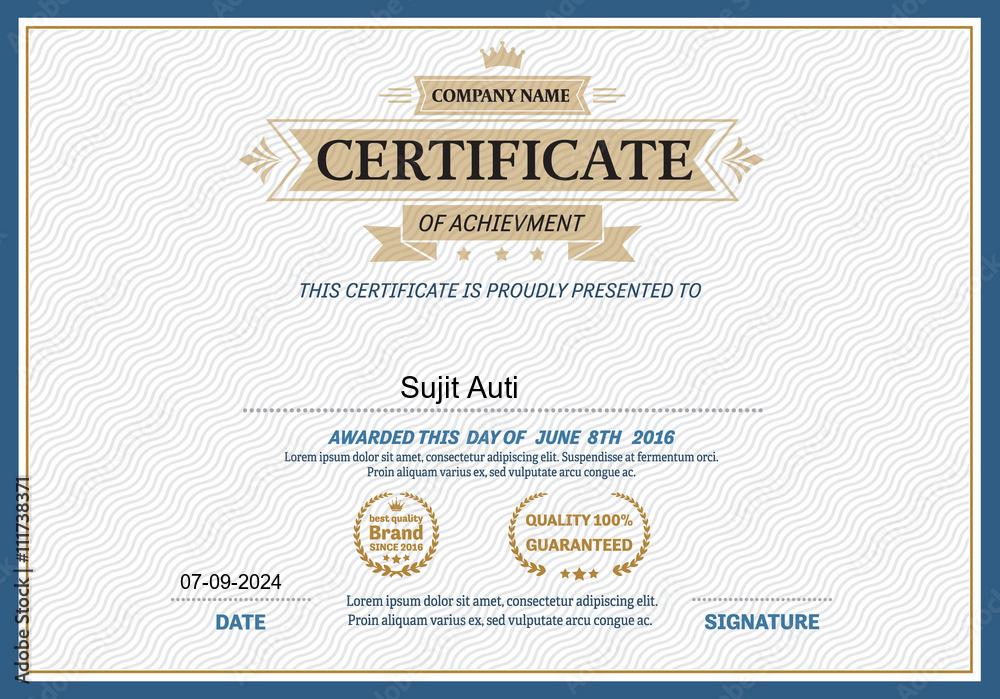 COMPANY NAME
CERTIFICATE
OF ACHIEVMENT
THIS CERTIFICATE IS PROUDLY PRESENTED TO
Sujit Auti
AWARDED THIS DAY OF JUNE 8TH 2016
Lorem ipsum dolor sit amet, consectetur adipiscing elit. Suspendisse at fermentum orci.
Proin aliquam varius ex, sed vulputate arcu congue ac.
best quality
Brand
SINCE 2016
QUALITY 100%
GUARANTEED
07-09-2024
DATE
Lorem ipsum dolor sit amet, consectetur adipiscing elit.
Proin aliquam varius ex, sed vulputate arcu congue ac.
SIGNATURE
Adobe Stock | #111738371